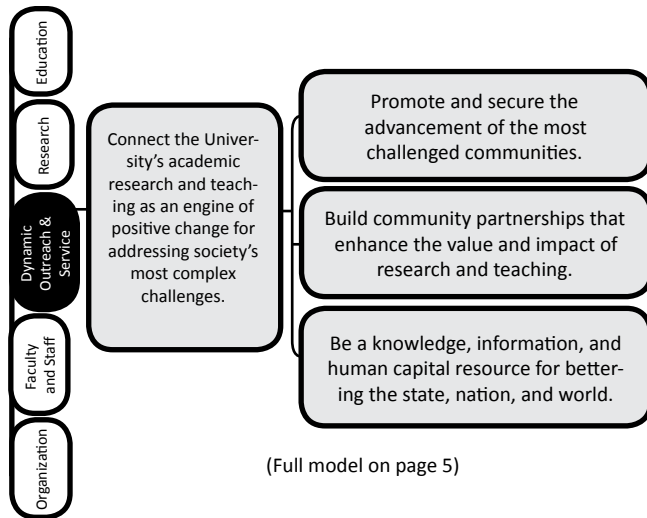 Education
Research
Dynamic
Outreach &
Service
Faculty
and Staff
Organization
Connect the Univer-
sity's academic
research and teach-
ing as an engine of
positive change for
addressing society's
most complex
challenges.
Promote and secure the
advancement of the most
challenged communities.
Build community partnerships that
enhance the value and impact of
research and teaching.
Be a knowledge, information, and
human capital resource for better-
ing the state, nation, and world.
(Full model on page 5)